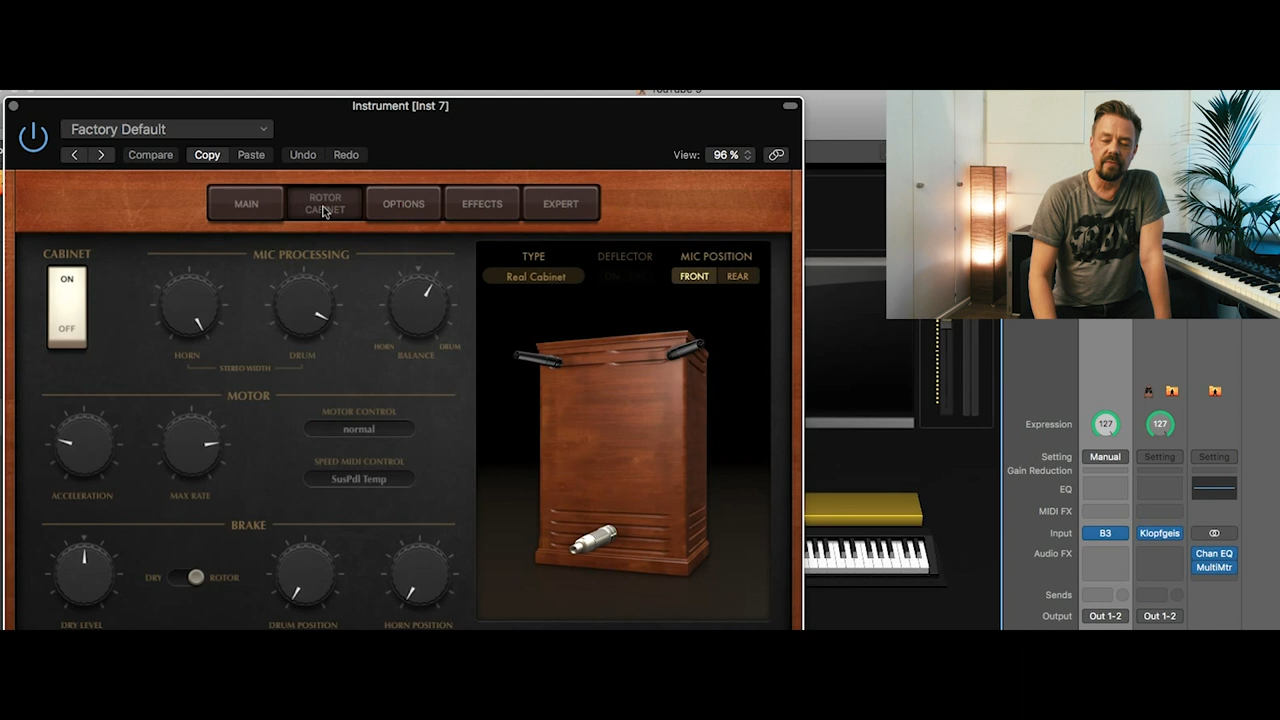 Instrument [Inst 7]
Factory Default
Compare Copy Paste Undo Redo View: 96 %
MAIN ROTOR CABINET OPTIONS EFFECTS EXPERT
CABINET
ON
OFF
MIC PROCESSING
HORN
DRUM
HORN DRUM
BALANCE
STEREO WIDTH
TYPE
Real Cabinet
DEFLECTOR
MIC POSITION
FRONT REAR
MOTOR
ACCELERATION
MAX RATE
MOTOR CONTROL
normal
SPEED MIDI CONTROL
SusPdl Temp
BRAKE
DRY LEVEL
DRY ROTOR
DRUM POSITION
HORN POSITION
Expression 127 127
Setting Manual Setting Setting
Gain Reduction
EQ
MIDI FX
Input B3 Klopfgeis
Audio FX Chan EQ
MultiMtr
Sends
Output Out 1-2 Out 1-2